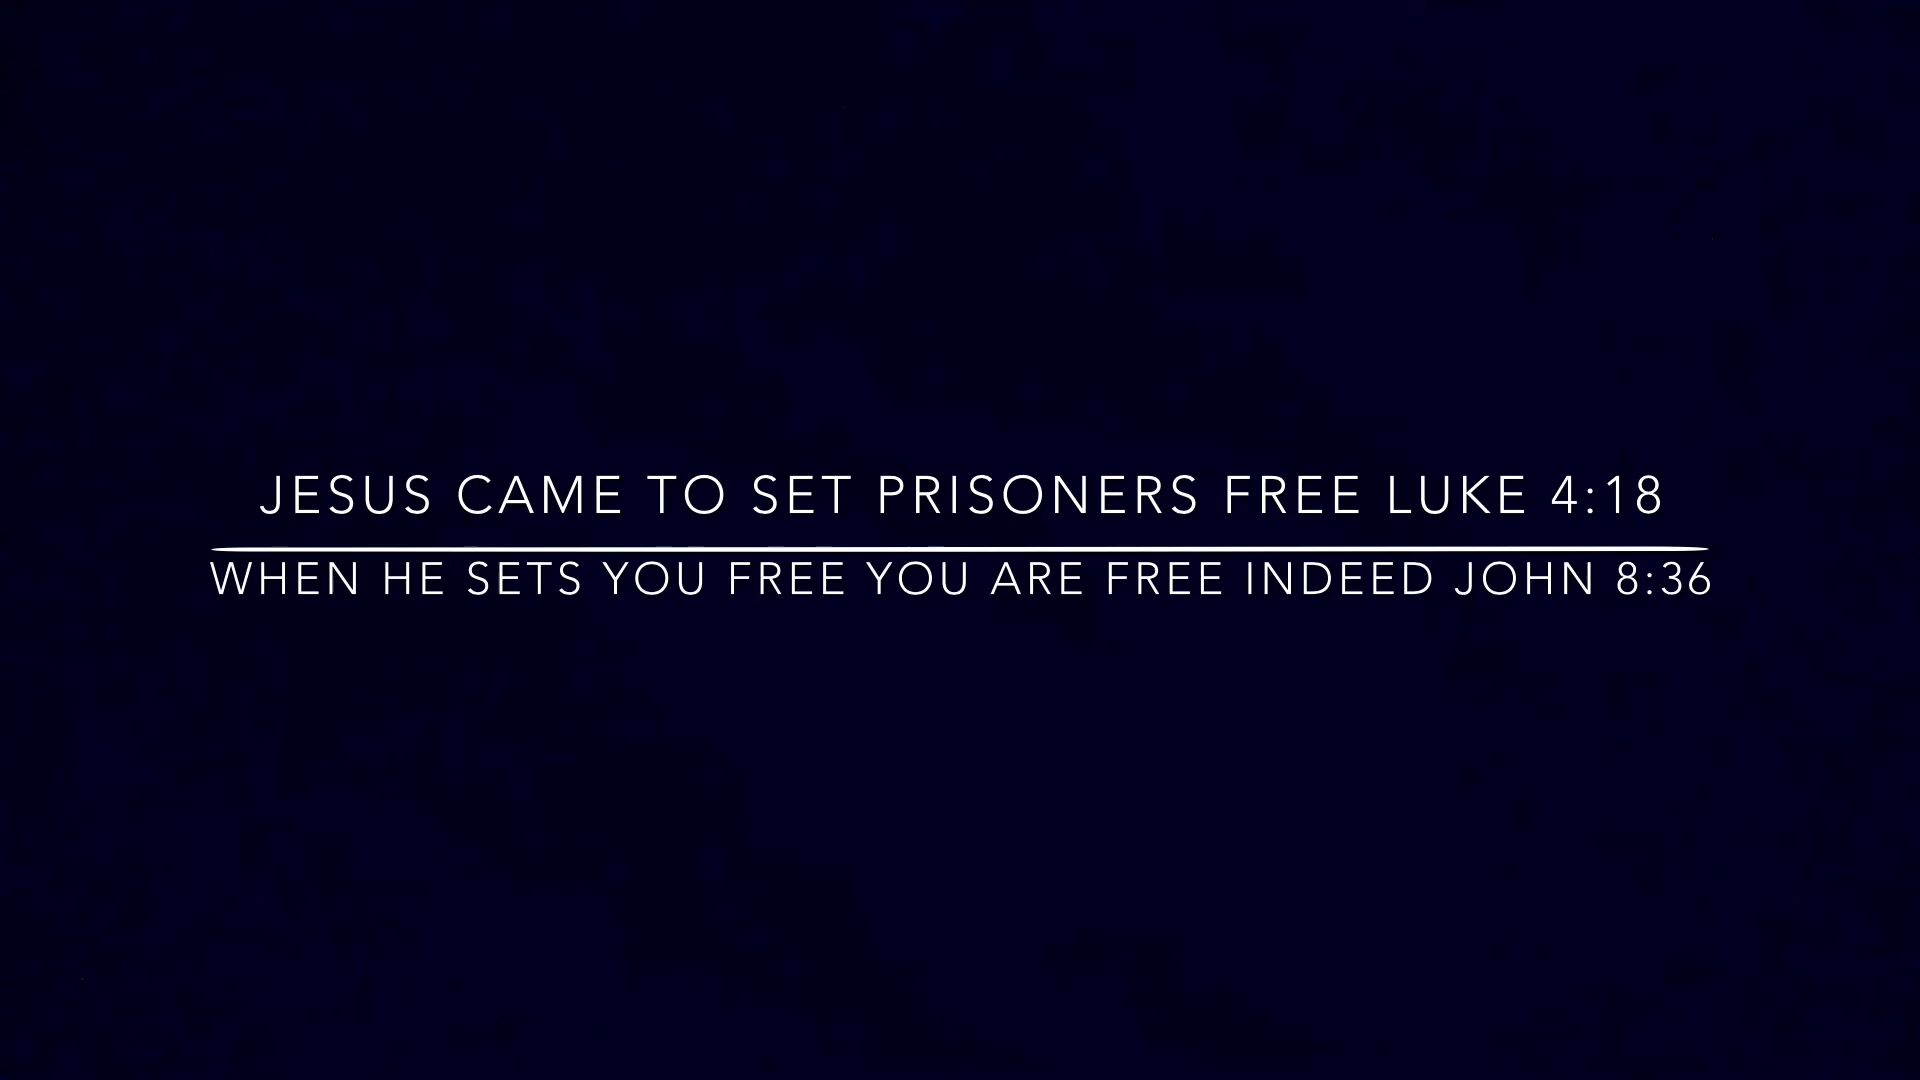 JESUS CAME TO SET PRISONERS FREE LUKE 4:18
WHEN HE SETS YOU FREE YOU ARE FREE INDEED JOHN 8:36